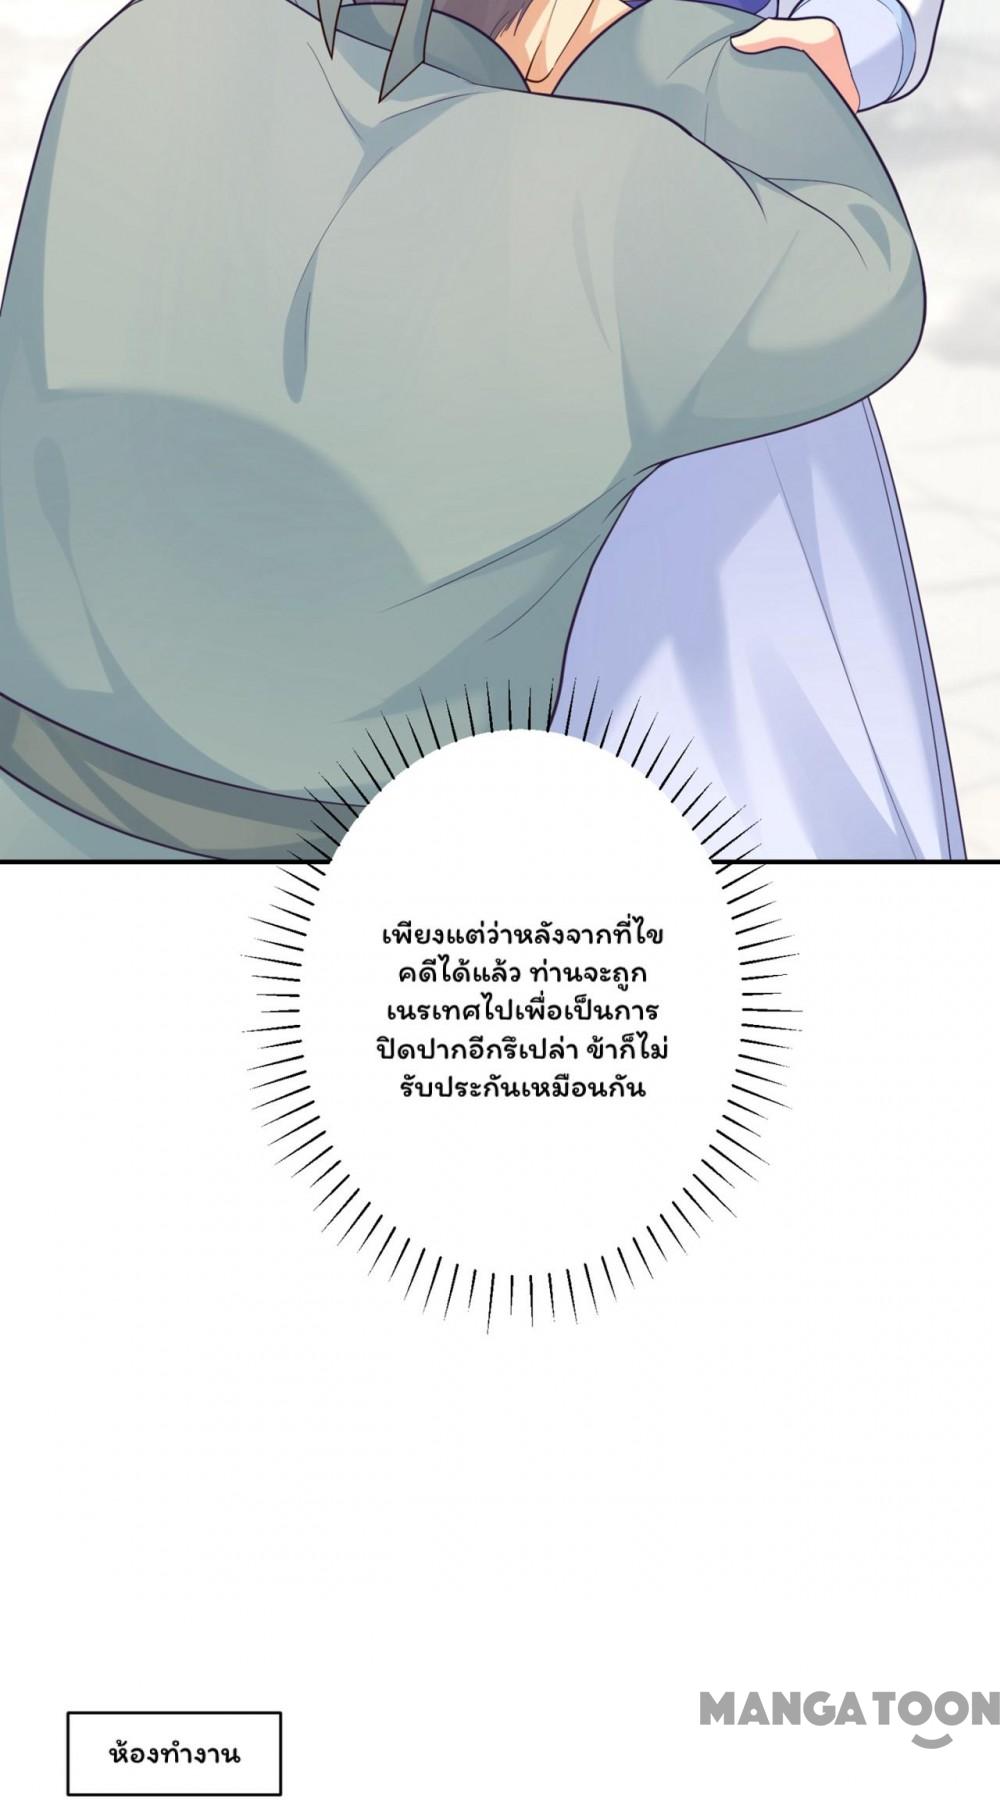 เพียงแต่ว่าหลังจากที่ไข
คดีได้แล้ว ท่านจะถูก
เนรเทศไปเพื่อเป็นการ
ปิดปากอีกรึเปล่า ข้าก็ไม่
รับประกันเหมือนกัน
MANGATOON
ห้องทำงาน